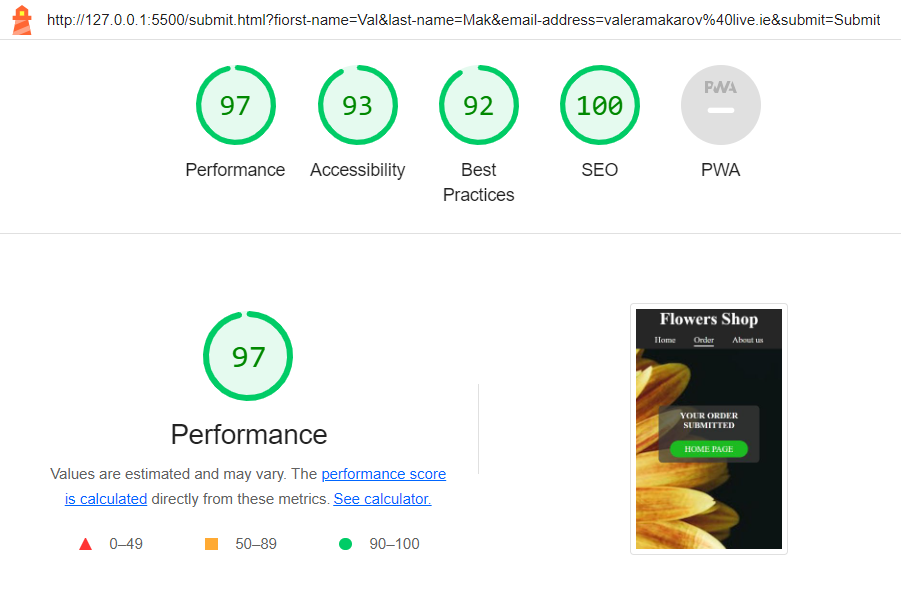 http://127.0.0.1:5500/submit.html?fiorst-name=Val&last-name=Mak&email-address=valeramakarov%40live.ie&submit=Submit
97
93
92
100
PWA
Performance
Accessibility
Best
Practices
SEO
PWA
97
Performance
Values are estimated and may vary. The performance score
is calculated directly from these metrics. See calculator.
0–49
50–89
90–100
Flowers Shop
Home Order About us
YOUR ORDER
SUBMITTED
HOME PAGE